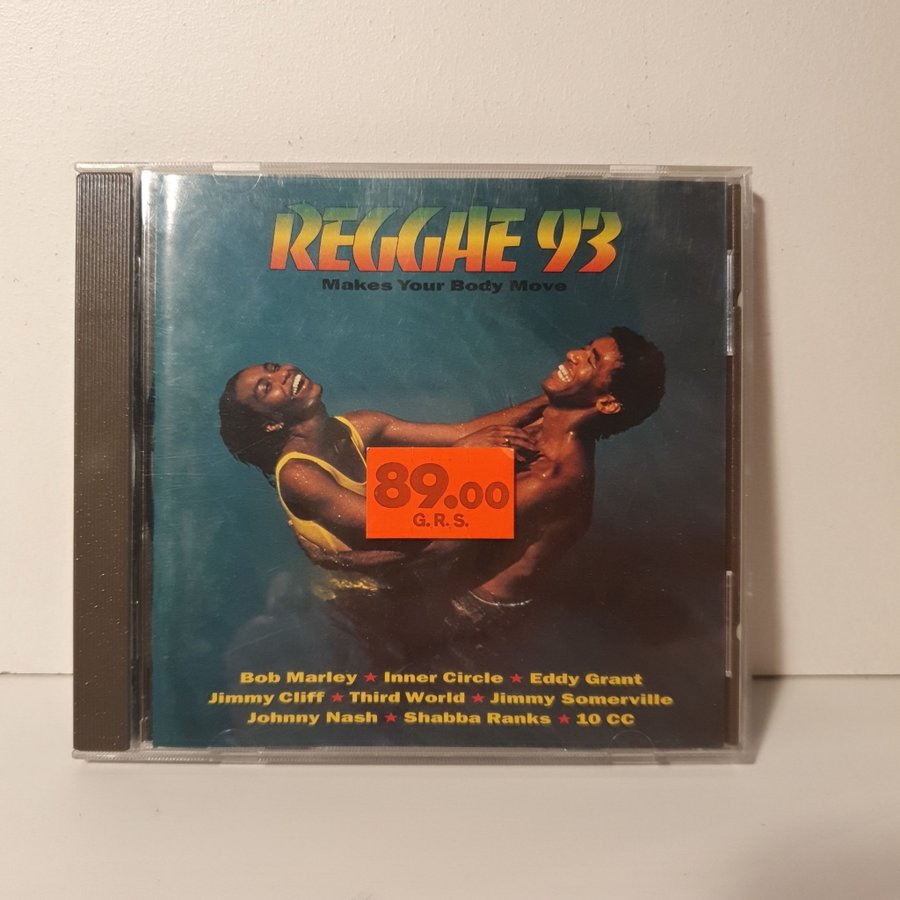 REGGAE 93
Makes Your Body Move
89.00
G.R.S.
Bob Marley ★ Inner Circle ★ Eddy Grant
Jimmy Cliff ★ Third World ★ Jimmy Somerville
Johnny Nash ★ Shabba Ranks ★ 10 CC